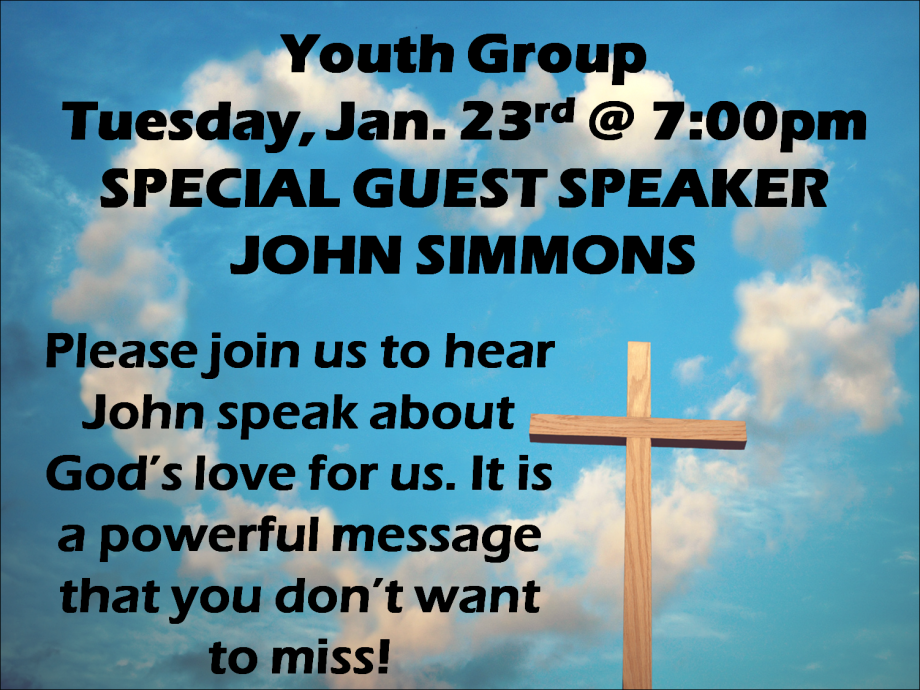 Youth Group
Tuesday, Jan. 23rd @ 7:00pm
SPECIAL GUEST SPEAKER
JOHN SIMMONS
Please join us to hear
John speak about
God’s love for us. It is
a powerful message
that you don’t want
to miss!